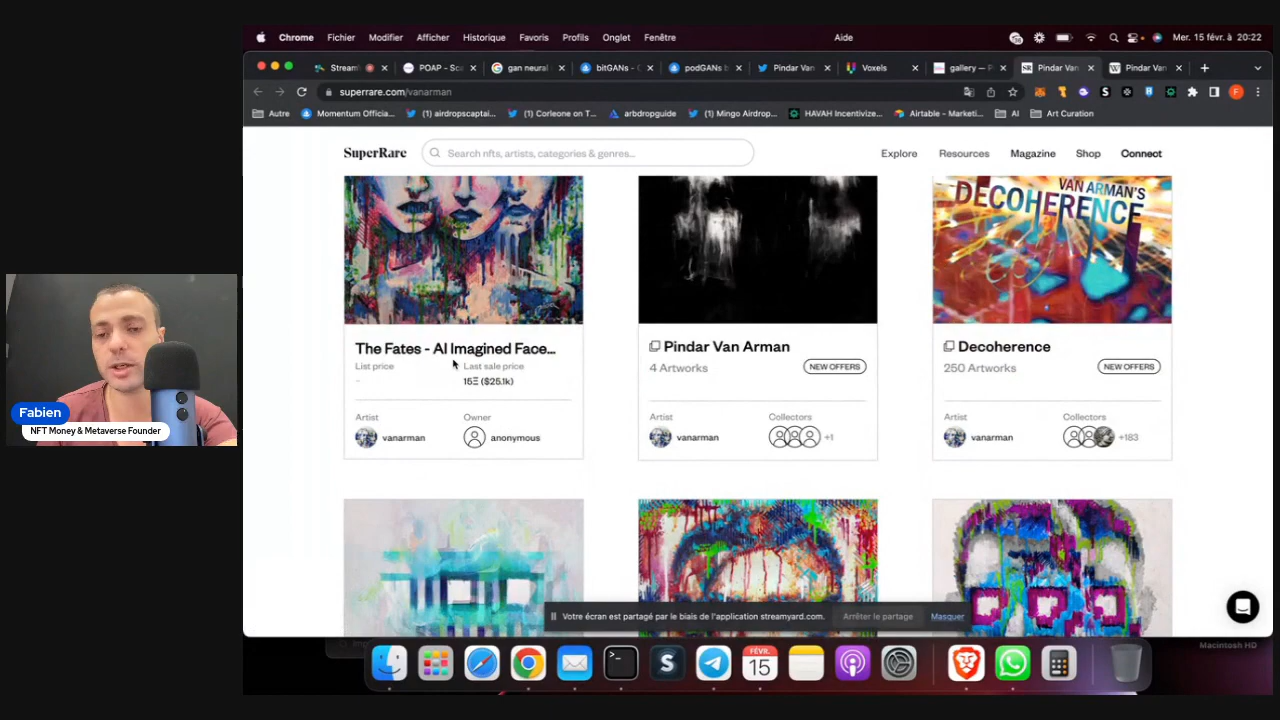 Chrome Fichier Modifier Afficher Historique Favoris Profils Onglet Fenêtre Aide Mer. 15 févr. à 20:22
Stream POAP - Sc gan neural bitGANs - podGANs b Pindar Van Voxels gallery — P Pindar Van Pindar Van
superrare.com/vanarman
Autre Momentum Officia... (1) airdropscaptai... (1) Corleone on T... arbdropguide (1) Mingo Airdrop... HAVAH Incentivize... Airtable - Marketi... AI Art Curation
SuperRare Search nfts, artists, categories & genres... Explore Resources Magazine Shop Connect
VAN ARMAN'S
DECOHERENCE
The Fates - AI Imagined Face...
List price Last sale price
- 15Ξ ($25.1k)
Artist Owner
vanarman anonymous
Pindar Van Arman
4 Artworks NEW OFFERS
Artist Collectors
vanarman +1
Decoherence
250 Artworks NEW OFFERS
Artist Collectors
vanarman +183
Fabien
NFT Money & Metaverse Founder
Votre écran est partagé par le biais de l'application streamyard.com. Arrêter le partage Masquer
Macintosh HD
FÉVR.
15